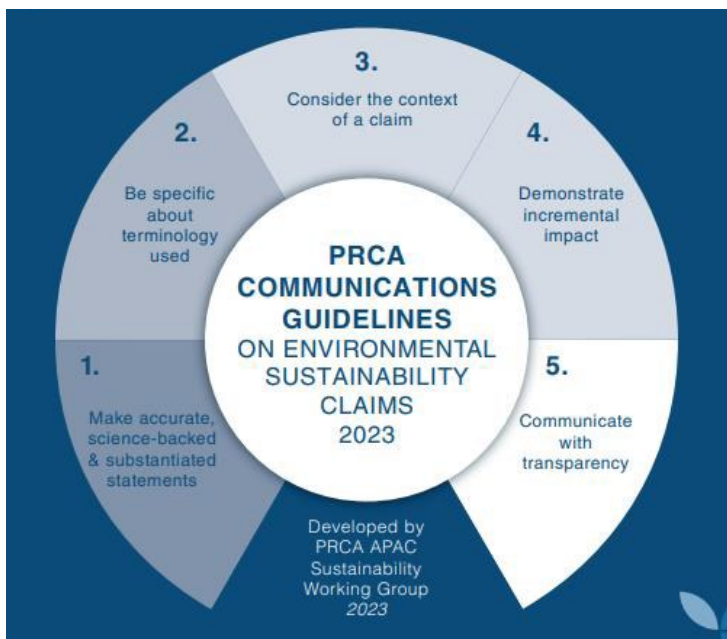 3.
Consider the context
of a claim
2.
Be specific
about
terminology
used
4.
Demonstrate
incremental
impact
PRCA
COMMUNICATIONS
GUIDELINES
ON ENVIRONMENTAL
SUSTAINABILITY
CLAIMS
2023
1.
Make accurate,
science-backed
& substantiated
statements
5.
Communicate
with
transparency
Developed by
PRCA APAC
Sustainability
Working Group
2023